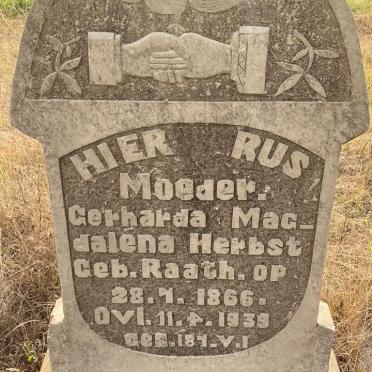 HIER RUS
Moeder.
Gerharda Mag-
dalena Herbst
Geb. Raath. op
28.7. 1866.
Ovl. 11.4. 1939
Ges. 184-V.1